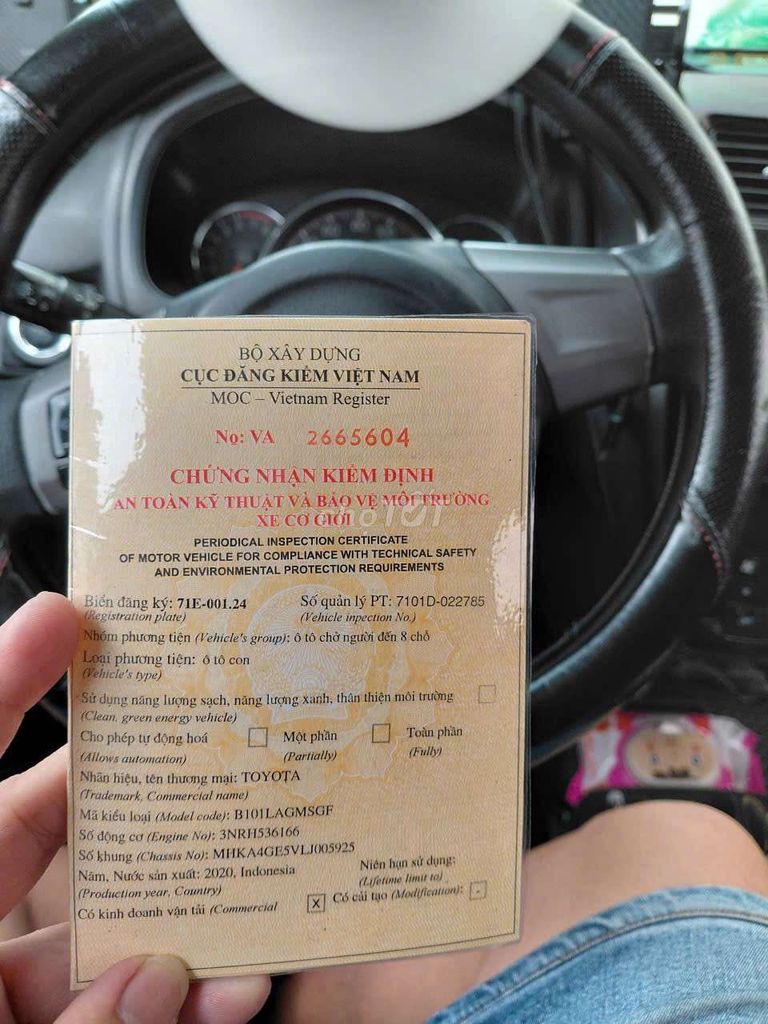 BỘ XÂY DỰNG
CỤC ĐĂNG KIỂM VIỆT NAM
MOC – Vietnam Register
No: VA 2665604
CHỨNG NHẬN KIỂM ĐỊNH
AN TOÀN KỸ THUẬT VÀ BẢO VỆ MÔI TRƯỜNG
XE CƠ GIỚI
PERIODICAL INSPECTION CERTIFICATE
OF MOTOR VEHICLE FOR COMPLIANCE WITH TECHNICAL SAFETY
AND ENVIRONMENTAL PROTECTION REQUIREMENTS
Biển đăng ký: 71E-001.24 Số quản lý PT: 7101D-022785
(Registration plate) (Vehicle inpection No.)
Nhóm phương tiện (Vehicle's group): ô tô chở người đến 8 chỗ
Loại phương tiện: ô tô con
(Vehicle's type)
Sử dụng năng lượng sạch, năng lượng xanh, thân thiện môi trường
(Clean, green energy vehicle)
Cho phép tự động hoá Một phần Toàn phần
(Allows automation) (Partially) (Fully)
Nhãn hiệu, tên thương mại: TOYOTA
(Trademark, Commercial name)
Mã kiểu loại (Model code): B101LAGMSGF
Số động cơ (Engine No): 3NRH536166
Số khung (Chassis No): MHKA4GE5VLJ005925
Năm, Nước sản xuất: 2020, Indonesia Niên hạn sử dụng:
(Production year, Country) (Lifetime limit to)
Có kinh doanh vận tải (Commercial X Có cải tạo (Modification): -
chợ101